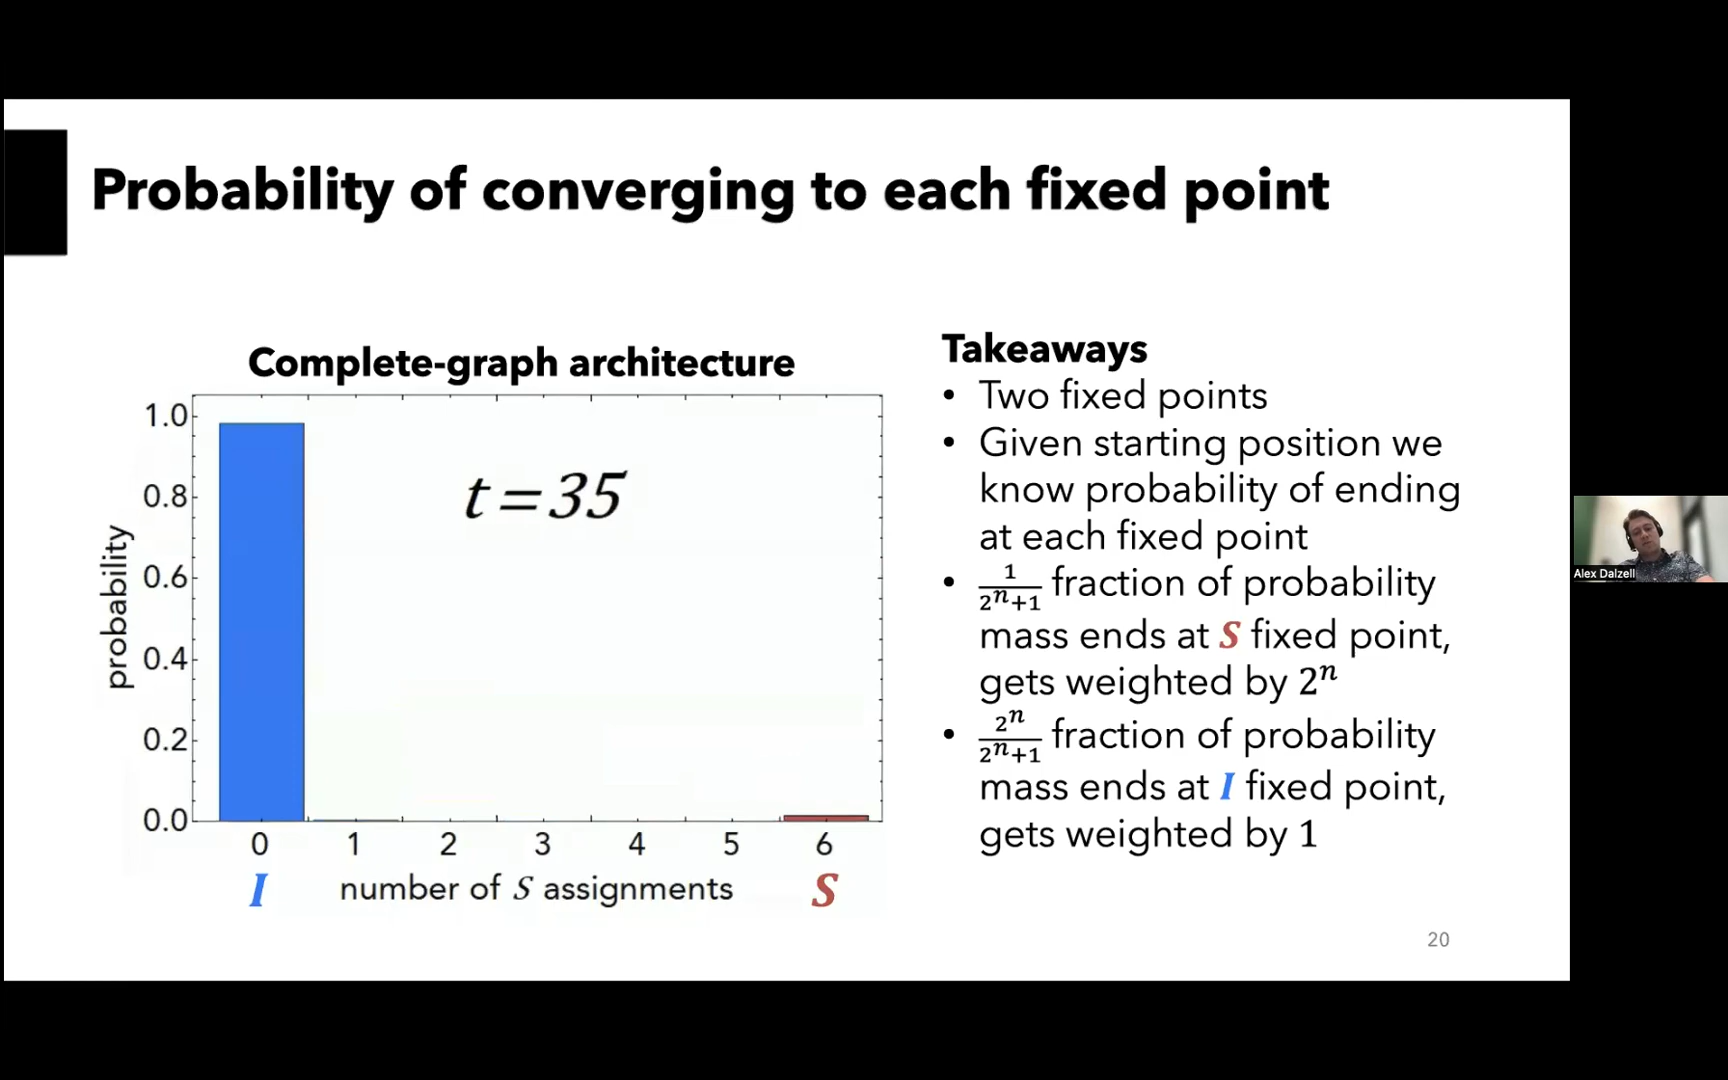 Probability of converging to each fixed point
Complete-graph architecture
1.0
0.8
0.6
0.4
0.2
0.0
probability
t=35
0 1 2 3 4 5 6
I number of S assignments S
Takeaways
• Two fixed points
• Given starting position we
know probability of ending
at each fixed point
• 1/(2ⁿ+1) fraction of probability
mass ends at S fixed point,
gets weighted by 2ⁿ
• 2ⁿ/(2ⁿ+1) fraction of probability
mass ends at I fixed point,
gets weighted by 1
20
Alex Dalzell